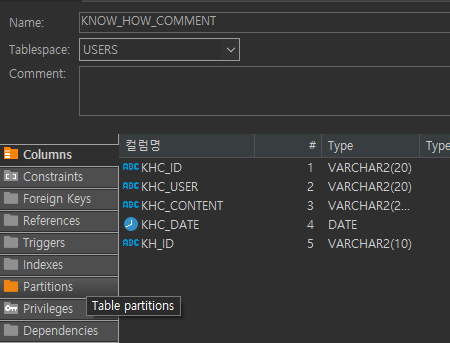 Name: KNOW_HOW_COMMENT
Tablespace: USERS
Comment:
Columns
Constraints
Foreign Keys
References
Triggers
Indexes
Partitions
Privileges
Dependencies
컬럼명 # Type Type
ABC KHC_ID 1 VARCHAR2(20)
ABC KHC_USER 2 VARCHAR2(20)
ABC KHC_CONTENT 3 VARCHAR2(2...
KHC_DATE 4 DATE
ABC KH_ID 5 VARCHAR2(10)
Table partitions